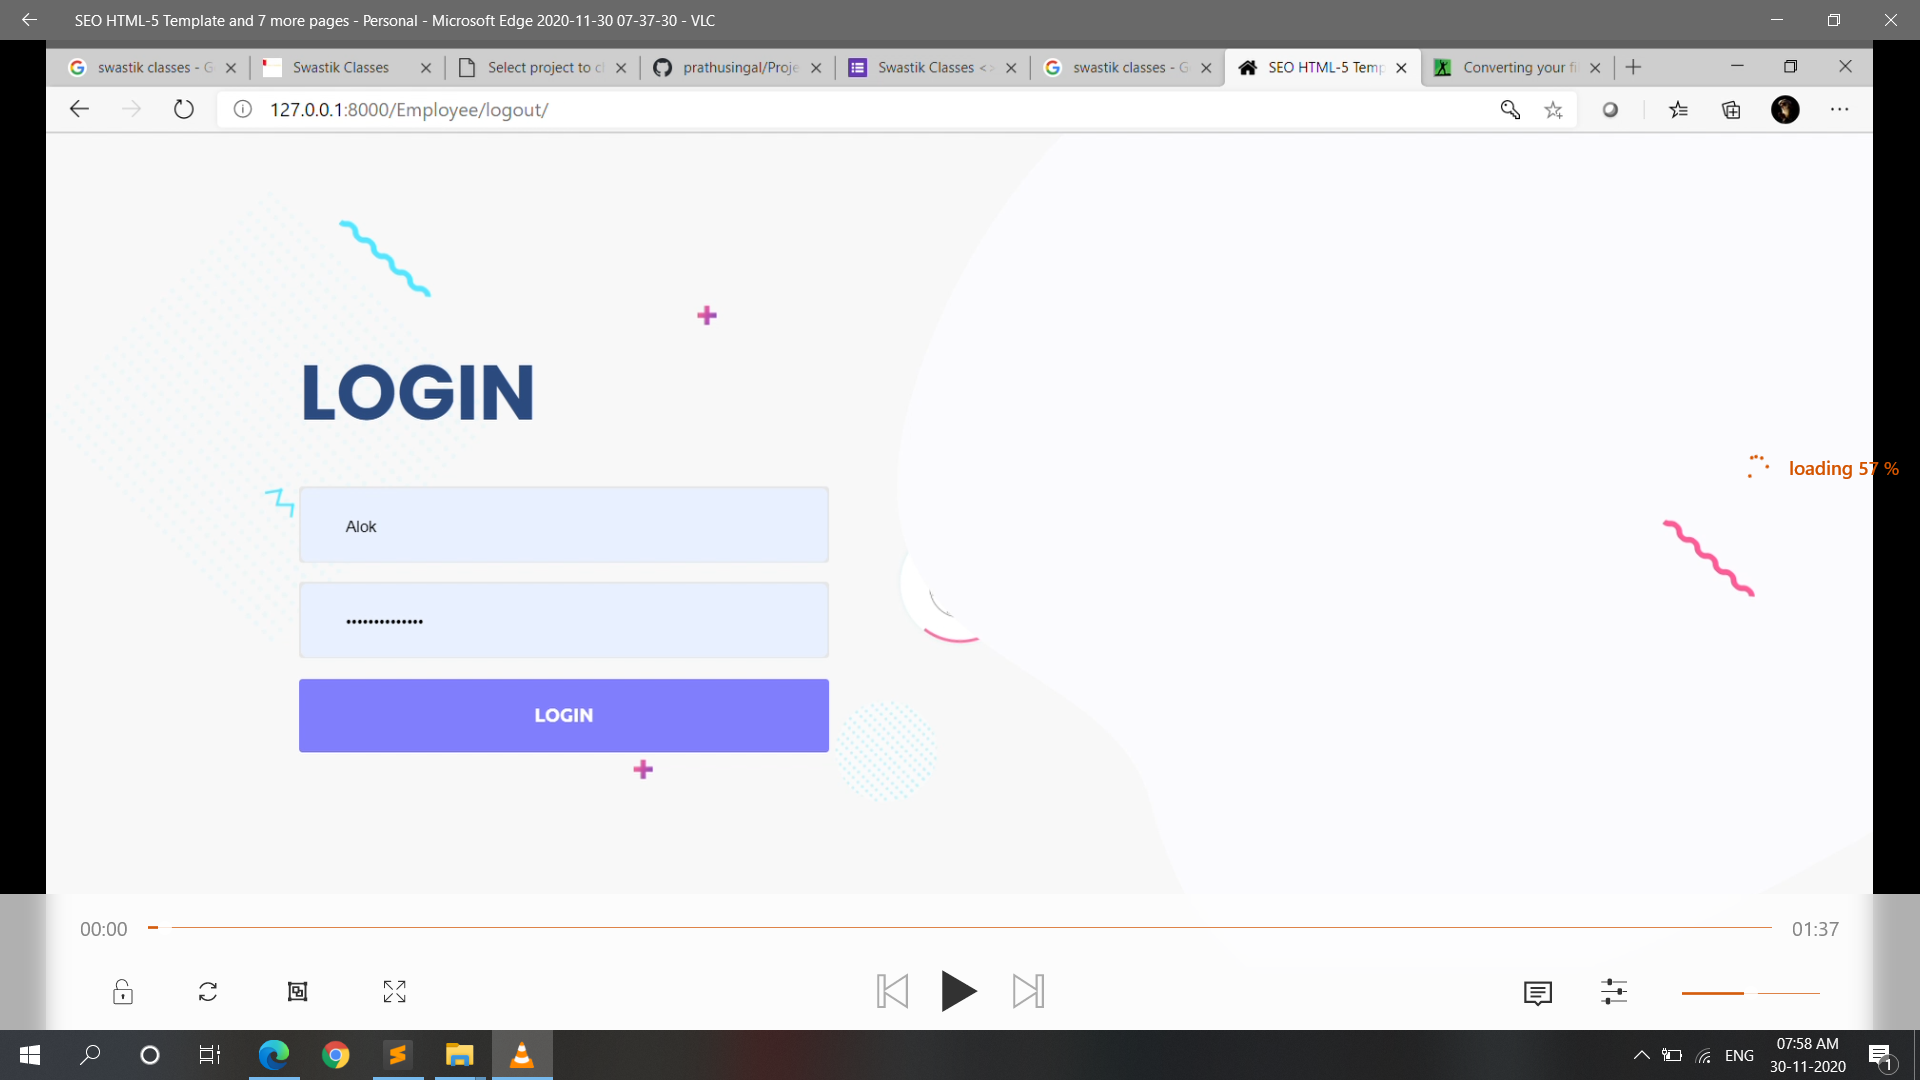 SEO HTML-5 Template and 7 more pages - Personal - Microsoft Edge 2020-11-30 07-37-30 - VLC
swastik classes - G
Swastik Classes
Select project to cl
prathusingal/Proje
Swastik Classes <>
swastik classes - G
SEO HTML-5 Temp
Converting your fi
127.0.0.1:8000/Employee/logout/
LOGIN
loading 57 %
Alok
••••••••••••••
LOGIN
00:00
01:37
ENG
07:58 AM
30-11-2020
1